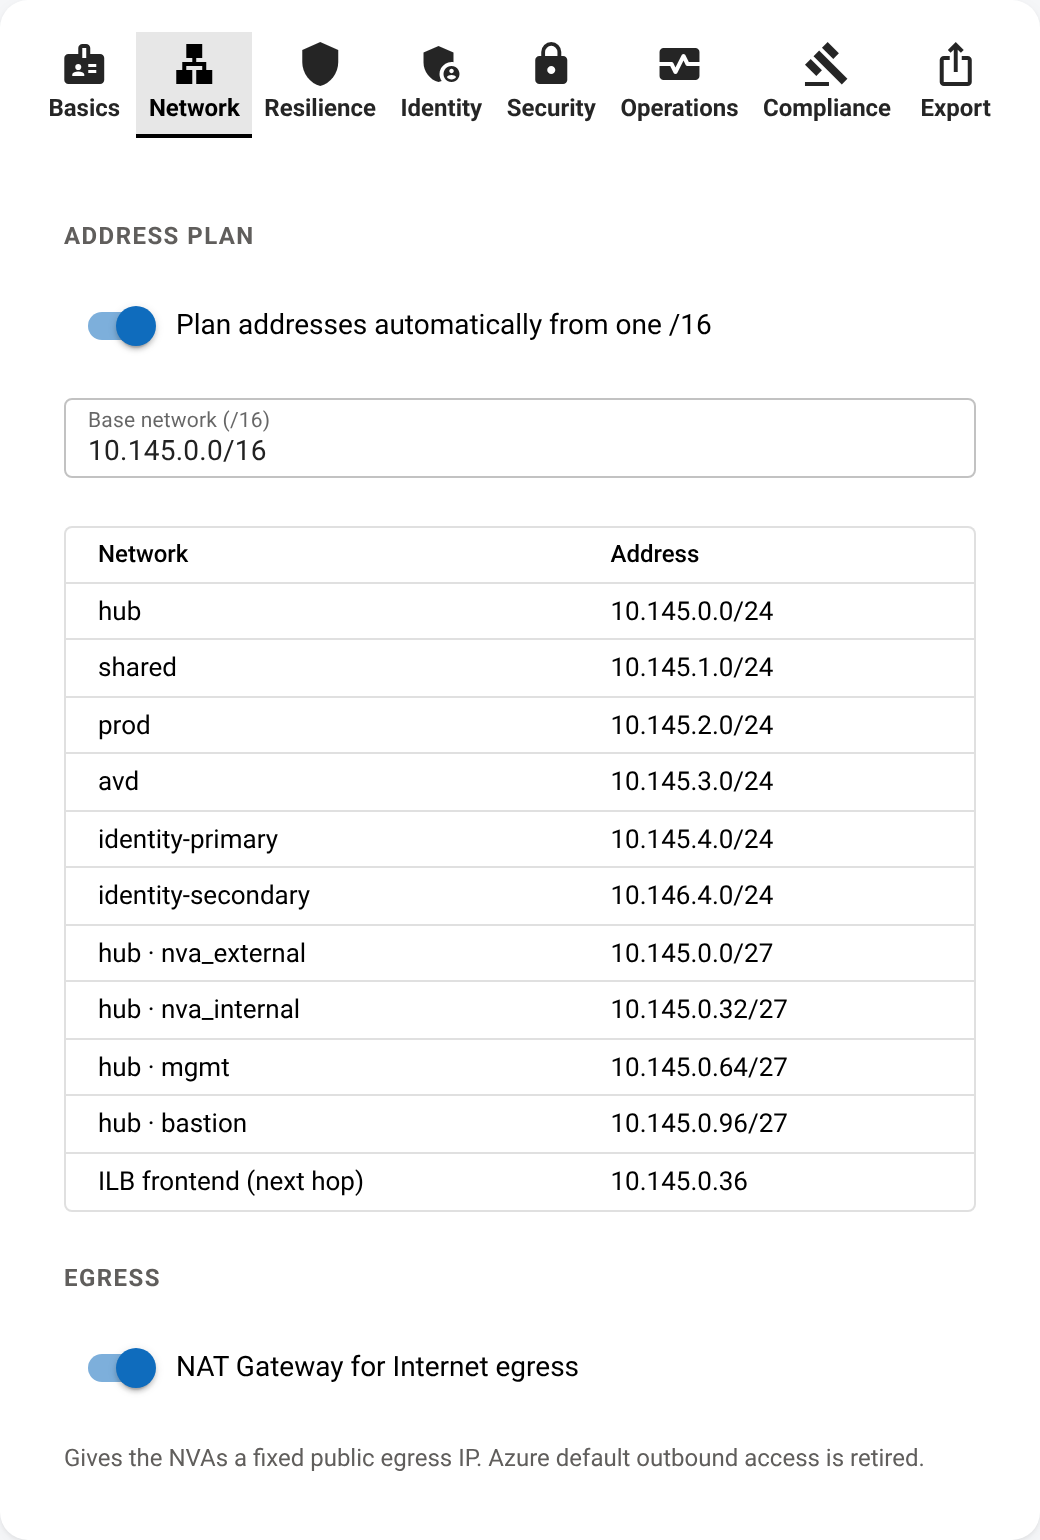 Basics Network Resilience Identity Security Operations Compliance Export
ADDRESS PLAN
Plan addresses automatically from one /16
Base network (/16)
10.145.0.0/16
Network Address
hub 10.145.0.0/24
shared 10.145.1.0/24
prod 10.145.2.0/24
avd 10.145.3.0/24
identity-primary 10.145.4.0/24
identity-secondary 10.146.4.0/24
hub · nva_external 10.145.0.0/27
hub · nva_internal 10.145.0.32/27
hub · mgmt 10.145.0.64/27
hub · bastion 10.145.0.96/27
ILB frontend (next hop) 10.145.0.36
EGRESS
NAT Gateway for Internet egress
Gives the NVAs a fixed public egress IP. Azure default outbound access is retired.